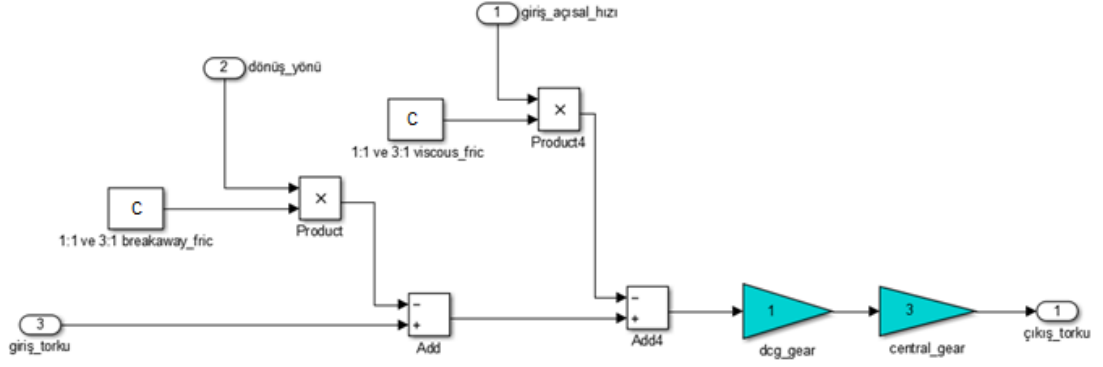 1
giriş_açısal_hızı
2
dönüş_yönü
C
×
1:1 ve 3:1 viscous_fric
Product4
C
×
1:1 ve 3:1 breakaway_fric
Product
3
giriş_torku
−
+
Add
−
+
Add4
1
dcg_gear
3
central_gear
1
çıkış_torku